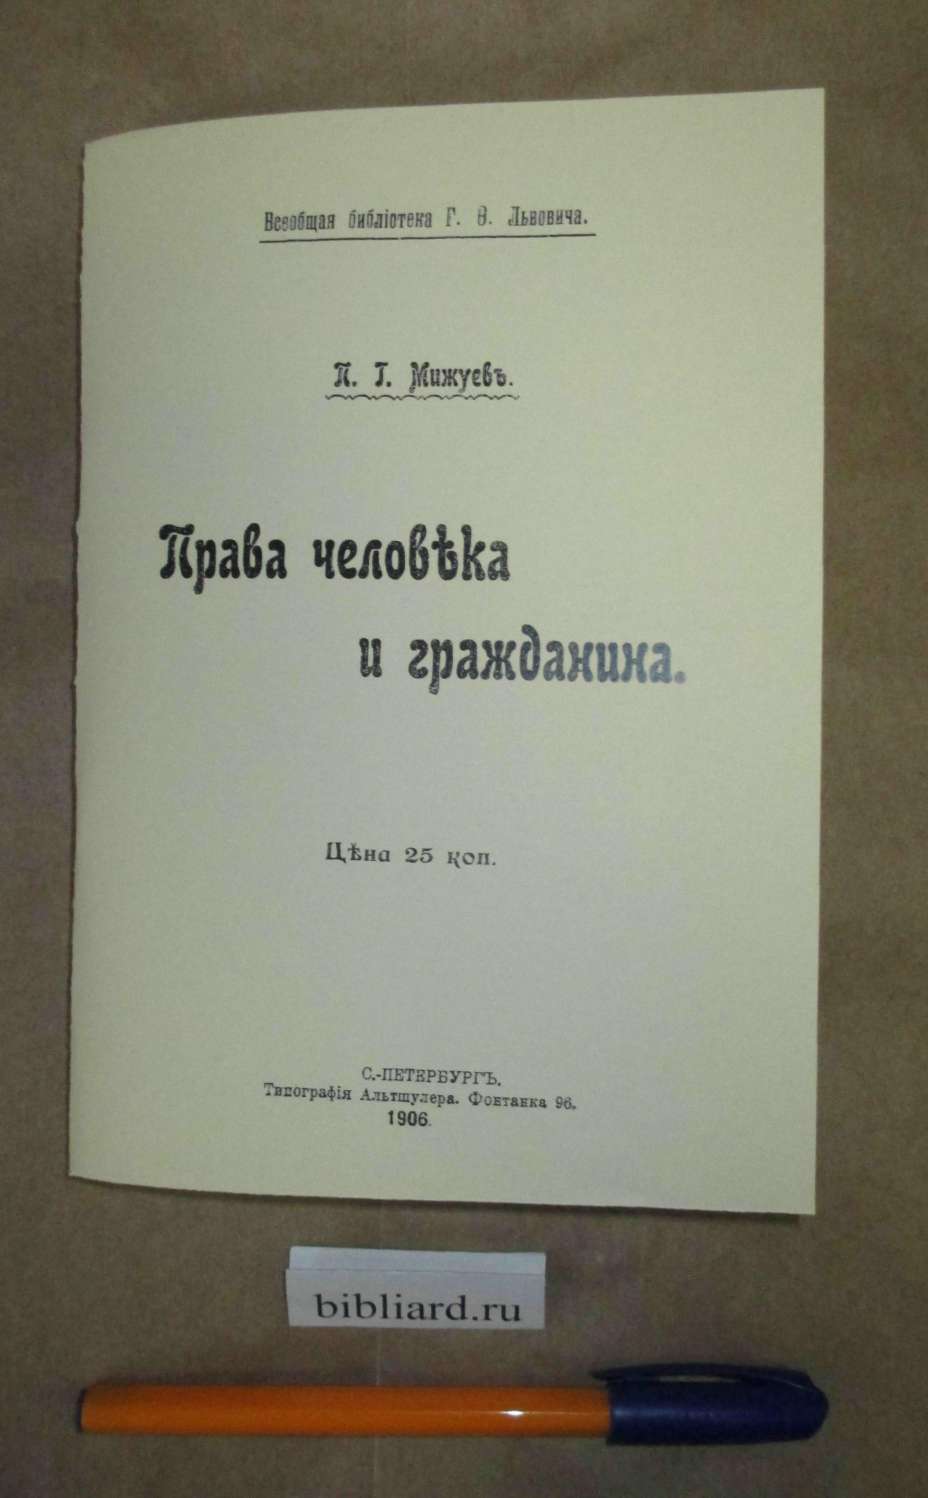 Всеобщая библіотека Г. Ѳ. Львовича.
П. Г. Мижуевъ.
Права человѣка
и гражданина.
Цѣна 25 коп.
С.-ПЕТЕРБУРГЪ.
Типографія Альтшулера. Фонтанка 96.
1906.
bibliard.ru